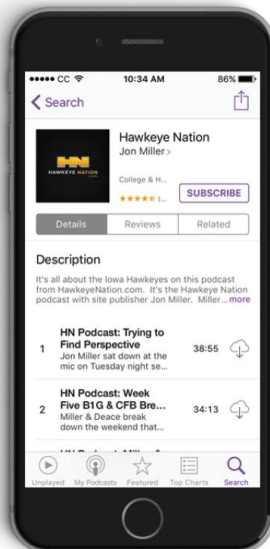 CC 10:34 AM 86%
Search
HAWKEYE NATION
.COM
Hawkeye Nation
Jon Miller >
College & H...
(...
SUBSCRIBE
Details Reviews Related
Description
It's all about the Iowa Hawkeyes on this podcast
from HawkeyeNation.com. It's the Hawkeye Nation
podcast with site publisher Jon Miller. Miller... more
HN Podcast: Trying to
1 Find Perspective 38:55
Jon Miller sat down at the
mic on Tuesday night se...
HN Podcast: Week
2 Five B1G & CFB Bre... 34:13
Miller & Deace break
down the weekend that...
Unplayed My Podcasts Featured Top Charts Search